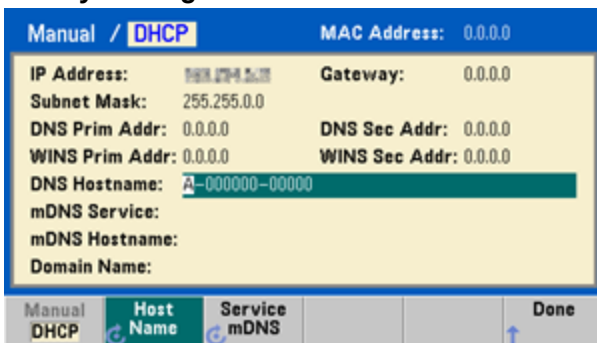 Manual / DHCP MAC Address: 0.0.0.0
IP Address: Gateway: 0.0.0.0
Subnet Mask: 255.255.0.0
DNS Prim Addr: 0.0.0.0 DNS Sec Addr: 0.0.0.0
WINS Prim Addr: 0.0.0.0 WINS Sec Addr: 0.0.0.0
DNS Hostname: A-000000-00000
mDNS Service:
mDNS Hostname:
Domain Name:
Manual DHCP Host Name Service mDNS Done